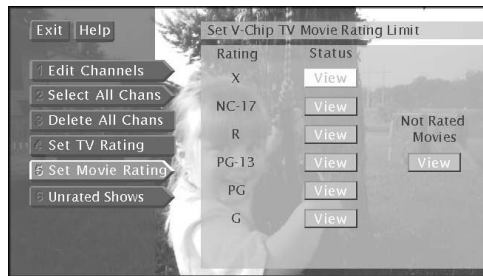 Exit Help
1 Edit Channels
2 Select All Chans
3 Delete All Chans
4 Set TV Rating
5 Set Movie Rating
6 Unrated Shows
Set V-Chip TV Movie Rating Limit
Rating Status
X View
NC-17 View
R View
PG-13 View
PG View
G View
Not Rated
Movies
View